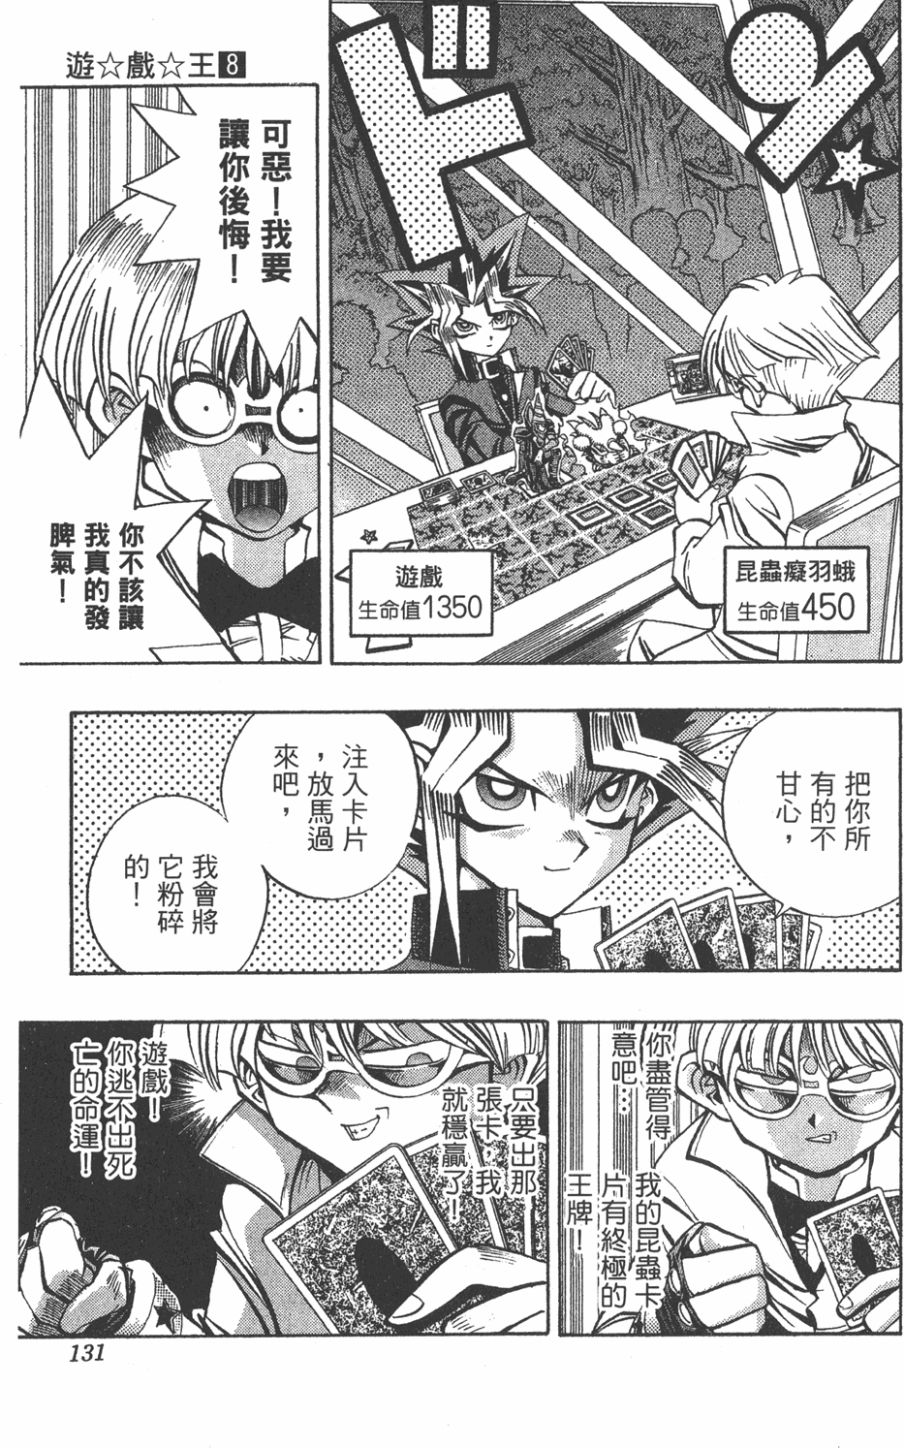 遊☆戲☆王8
ドドン
遊戲
生命值1350
昆蟲癡羽蛾
生命值450
可惡！我要
讓你後悔！
你不該讓
我真的發
脾氣！
把你所
有的不
甘心，
注入卡片
，放馬過
來吧，
我會將
它粉碎
的！
你儘管得
意吧…
我的昆蟲卡
片有終極的
王牌！
只要出那
張卡，我
就穩贏了！
遊戲！
你逃不出死
亡的命運！
131